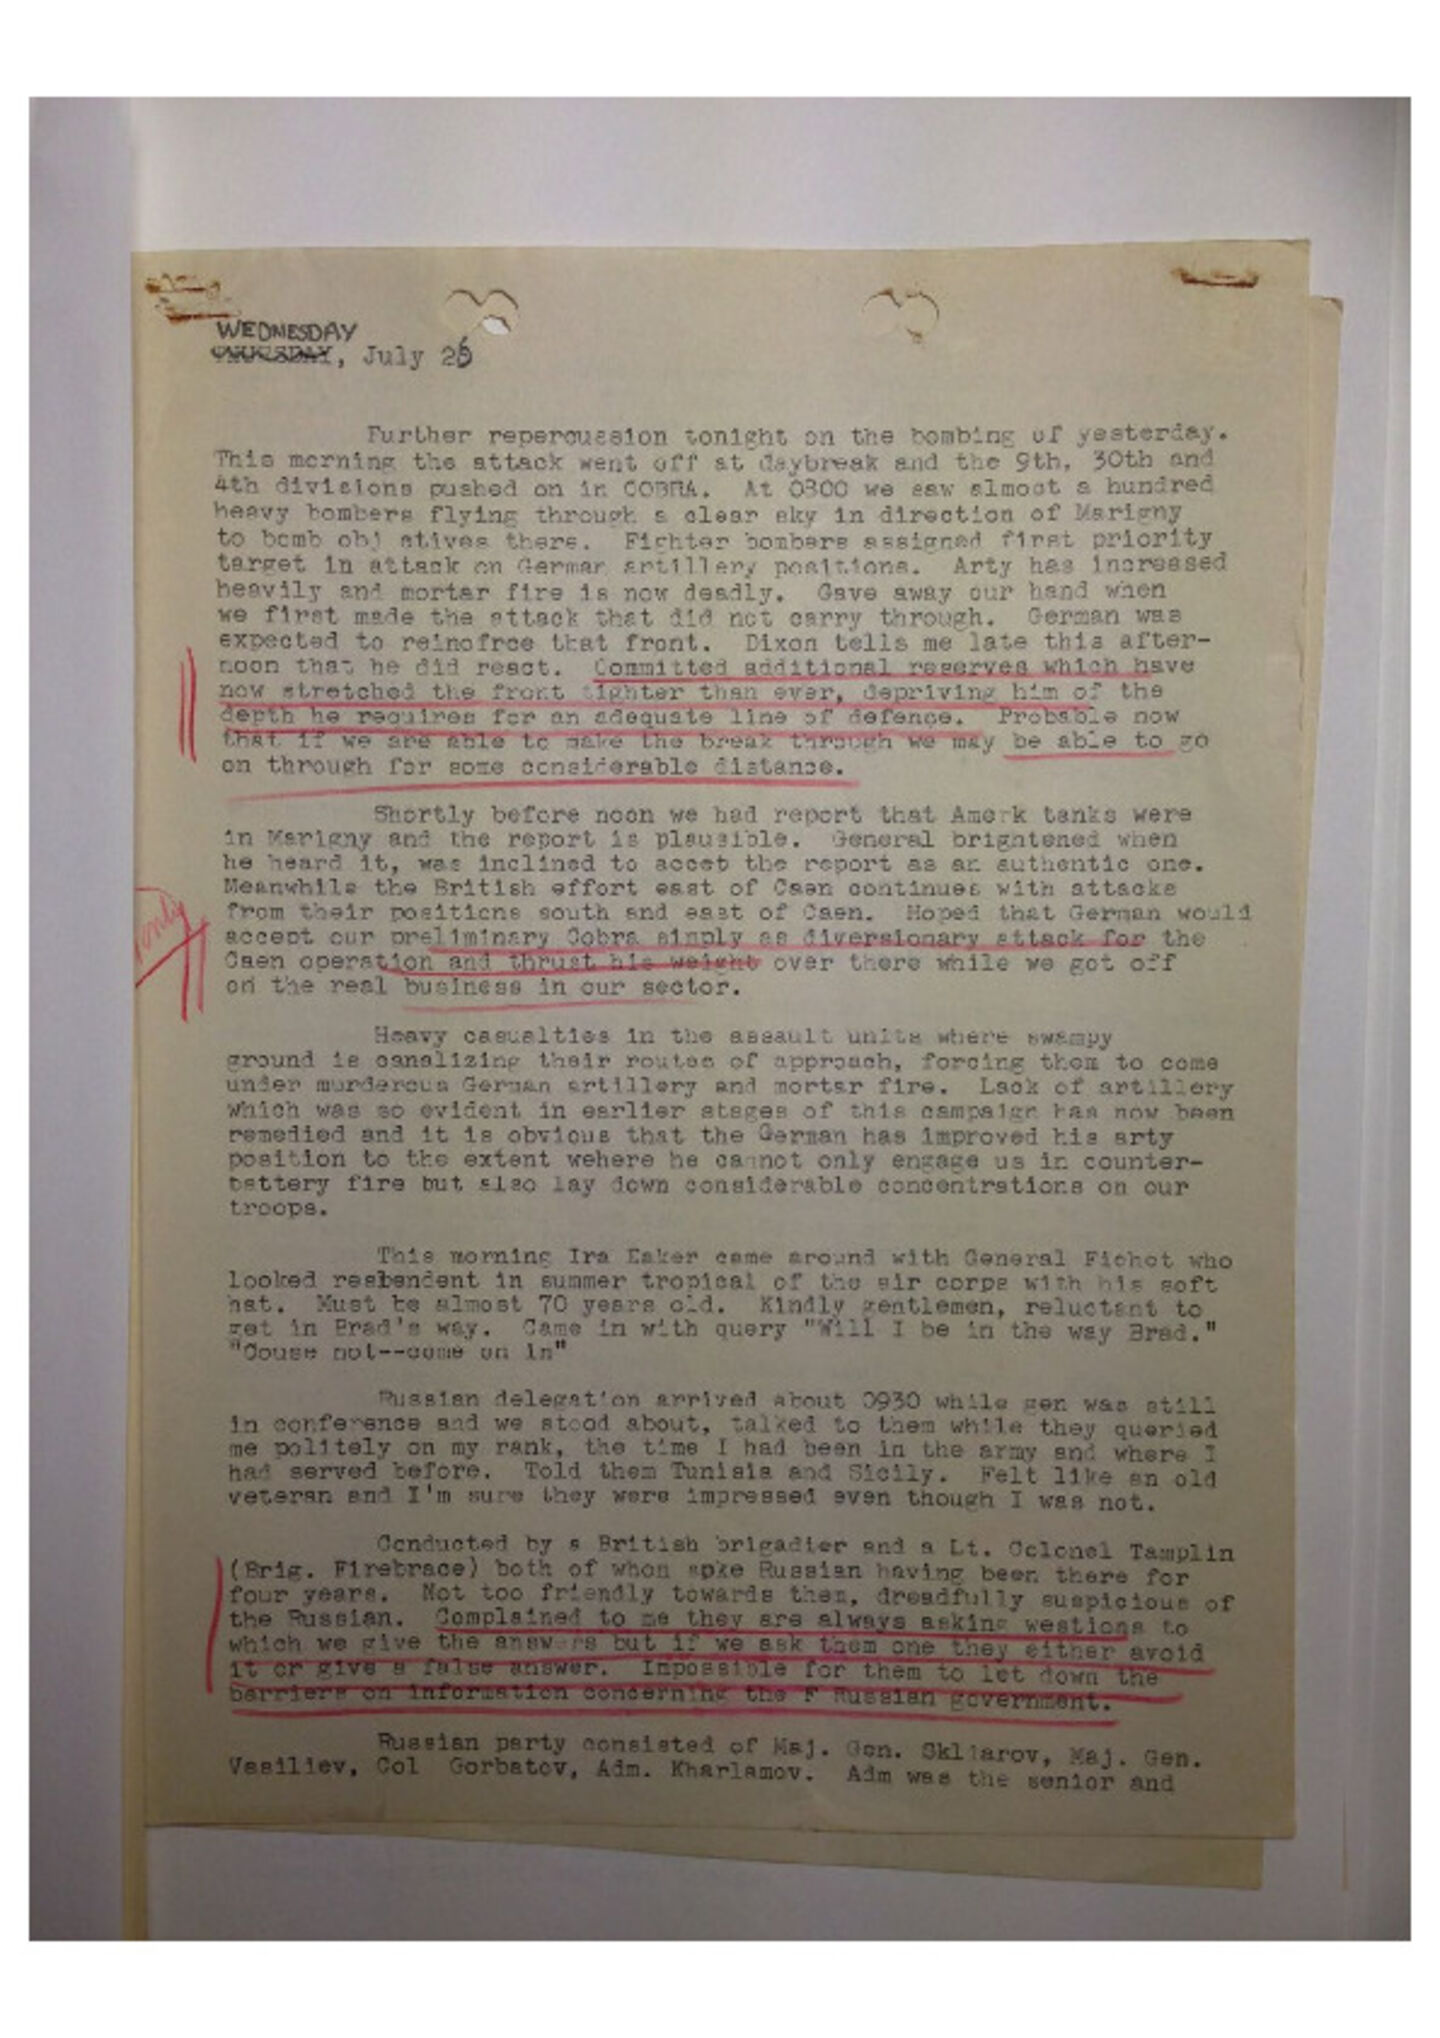 WEDNESDAY
THURSDAY, July 26
Further repercussion tonight on the bombing of yesterday.
This morning the attack went off at daybreak and the 9th, 30th and
4th divisions pushed on in COBRA. At 0800 we saw almost a hundred
heavy bombers flying through a clear sky in direction of Marigny
to bomb obj atives there. Fighter bombers assigned first priority
target in attack on German artillery positions. Arty has increased
heavily and mortar fire is now deadly. Gave away our hand when
we first made the attack that did not carry through. German was
expected to reinofrce that front. Dixon tells me late this after-
noon that he did react. Committed additional reserves which have
now stretched the front tighter than ever, depriving him of the
depth he requires for an adequate line of defence. Probable now
that if we are able to make the break through we may be able to go
on through for some considerable distance.
Shortly before noon we had report that Amerk tanks were
in Marigny and the report is plausible. General brightened when
he heard it, was inclined to accet the report as an authentic one.
Meanwhile the British effort east of Caen continues with attacks
from their positions south and east of Caen. Hoped that German would
accept our preliminary Cobra simply as diversionary attack for the
Caen operation and thrust his weight over there while we got off
on the real business in our sector.
Heavy casualties in the assault units where swampy
ground is canalizing their routes of approach, forcing them to come
under murderous German artillery and mortar fire. Lack of artillery
which was so evident in earlier stages of this campaign has now been
remedied and it is obvious that the German has improved his arty
position to the extent wehere he cannot only engage us in counter-
battery fire but also lay down considerable concentrations on our
troops.
This morning Ira Eaker came around with General Fichot who
looked resbendent in summer tropical of the air corps with his soft
hat. Must be almost 70 years old. Kindly gentlemen, reluctant to
get in Brad's way. Came in with query "Will I be in the way Brad."
"Couse not--come on in"
Russian delegation arrived about 0930 while gen was still
in conference and we stood about, talked to them while they queried
me politely on my rank, the time I had been in the army and where I
had served before. Told them Tunisia and Sicily. Felt like an old
veteran and I'm sure they were impressed even though I was not.
Conducted by a British brigadier and a Lt. Colonel Tamplin
(Brig. Firebrace) both of whom spke Russian having been there for
four years. Not too friendly towards them, dreadfully suspicious of
the Russian. Complained to me they are always asking westions to
which we give the answers but if we ask them one they either avoid
it or give a false answer. Impossible for them to let down the
barriers on information concerning the F Russian government.
Russian party consisted of Maj. Gen. Skliarov, Maj. Gen.
Vasiliev, Col Gorbatov, Adm. Kharlamov. Adm was the senior and